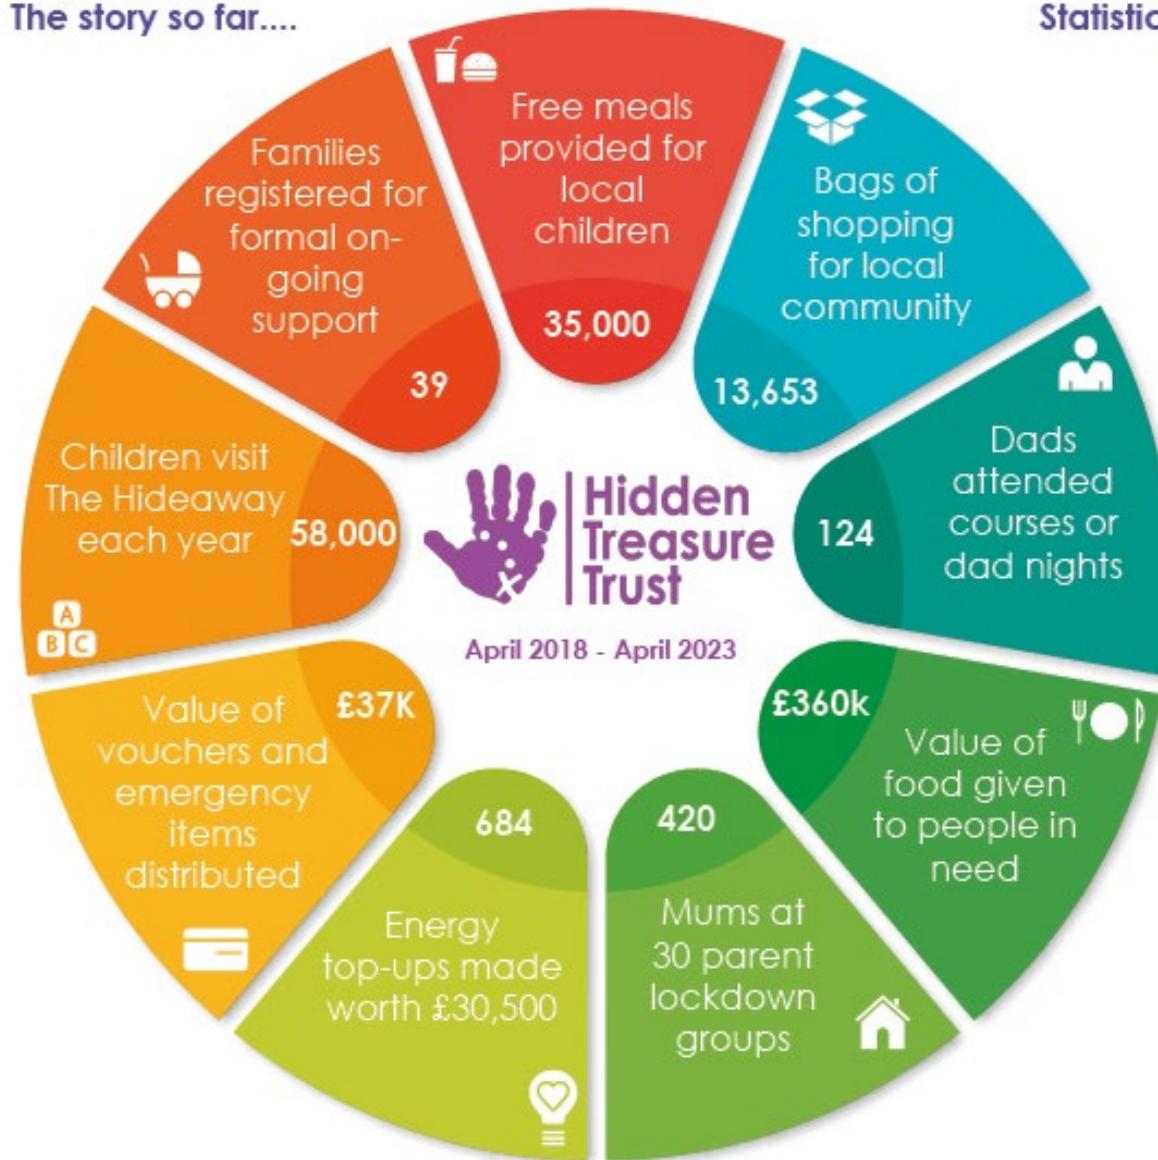 The story so far....
Free meals
provided for
local
children
35,000
Bags of
shopping
for local
community
13,653
Dads
attended
courses or
dad nights
124
Value of
food given
to people in
need
£360k
Mums at
30 parent
lockdown
groups
420
Energy
top-ups made
worth £30,500
684
Value of
vouchers and
emergency
items
distributed
£37K
Children visit
The Hideaway
each year
58,000
Families
registered for
formal on-
going
support
39
Hidden
Treasure
Trust
April 2018 - April 2023
A
B C